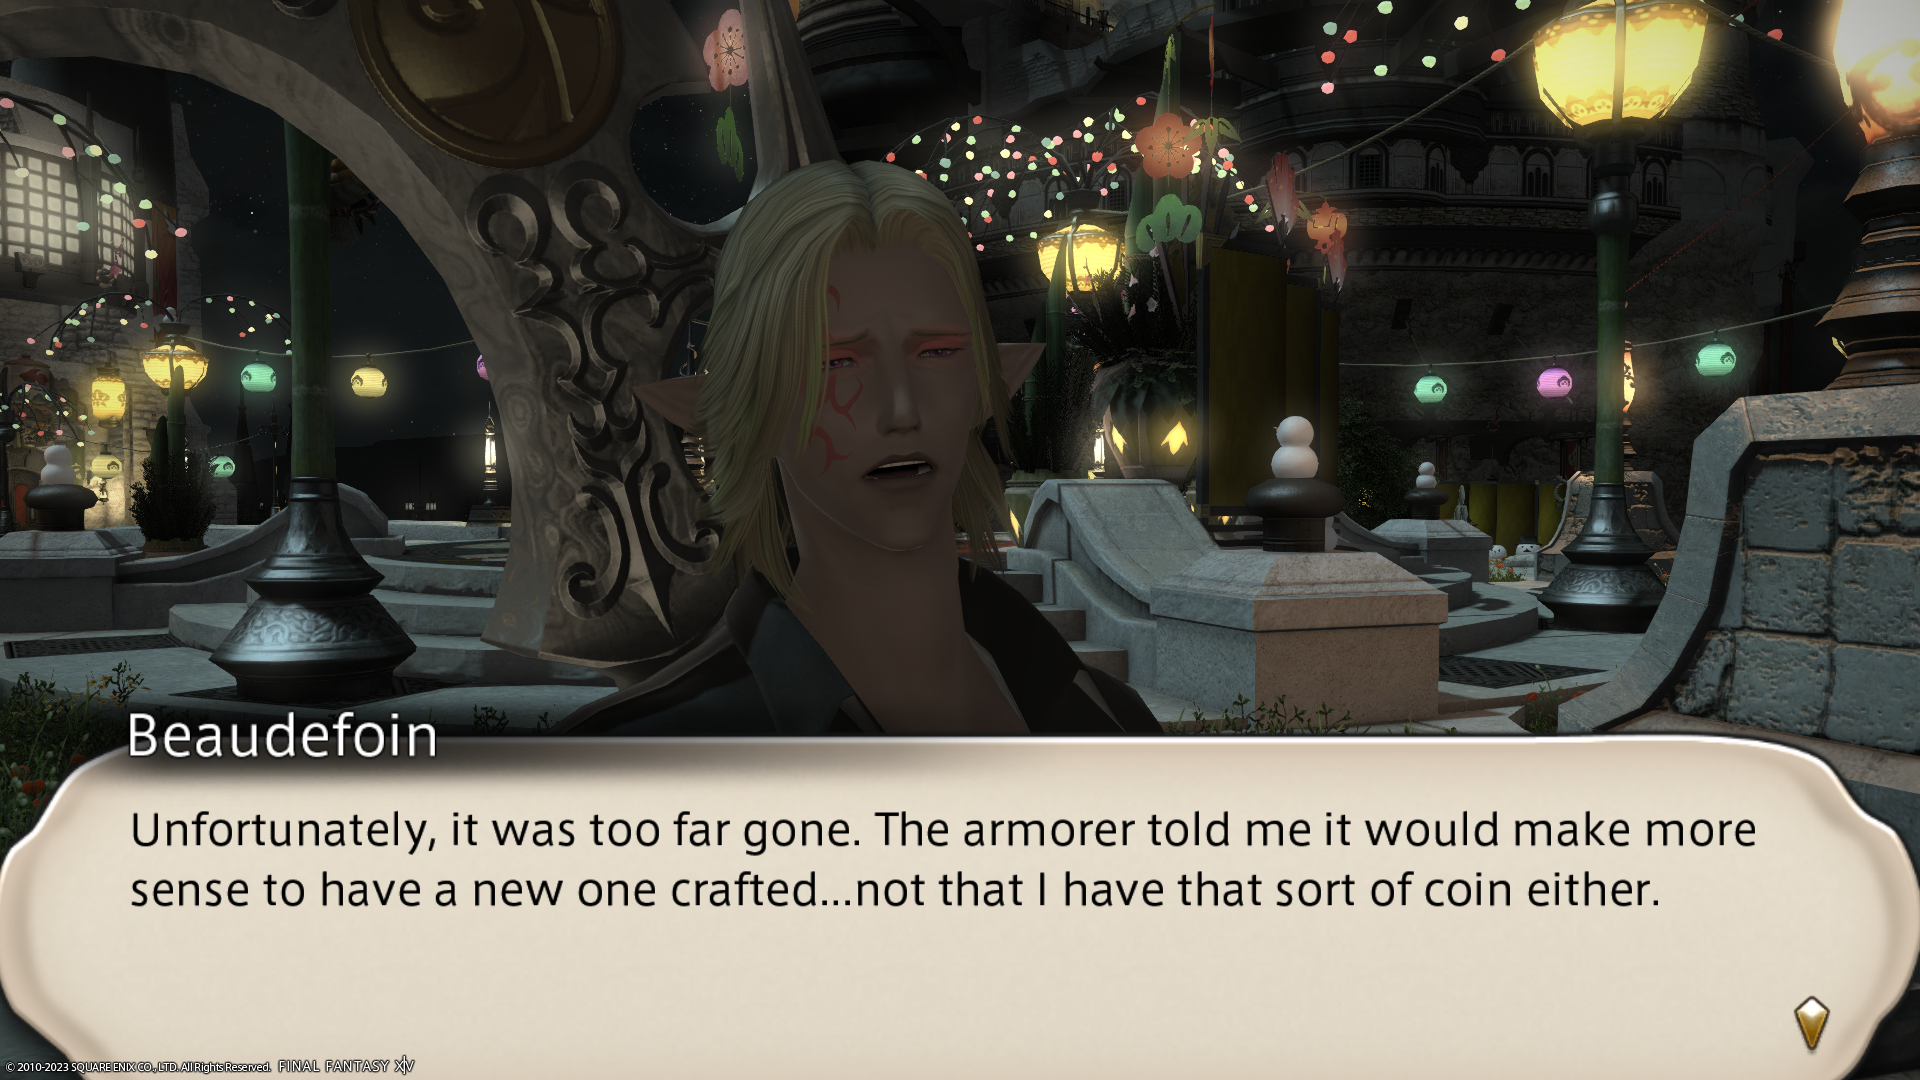 Beaudefoin
Unfortunately, it was too far gone. The armorer told me it would make more
sense to have a new one crafted...not that I have that sort of coin either.
© 2010-2023 SQUARE ENIX CO., LTD. All Rights Reserved. FINAL FANTASY XIV